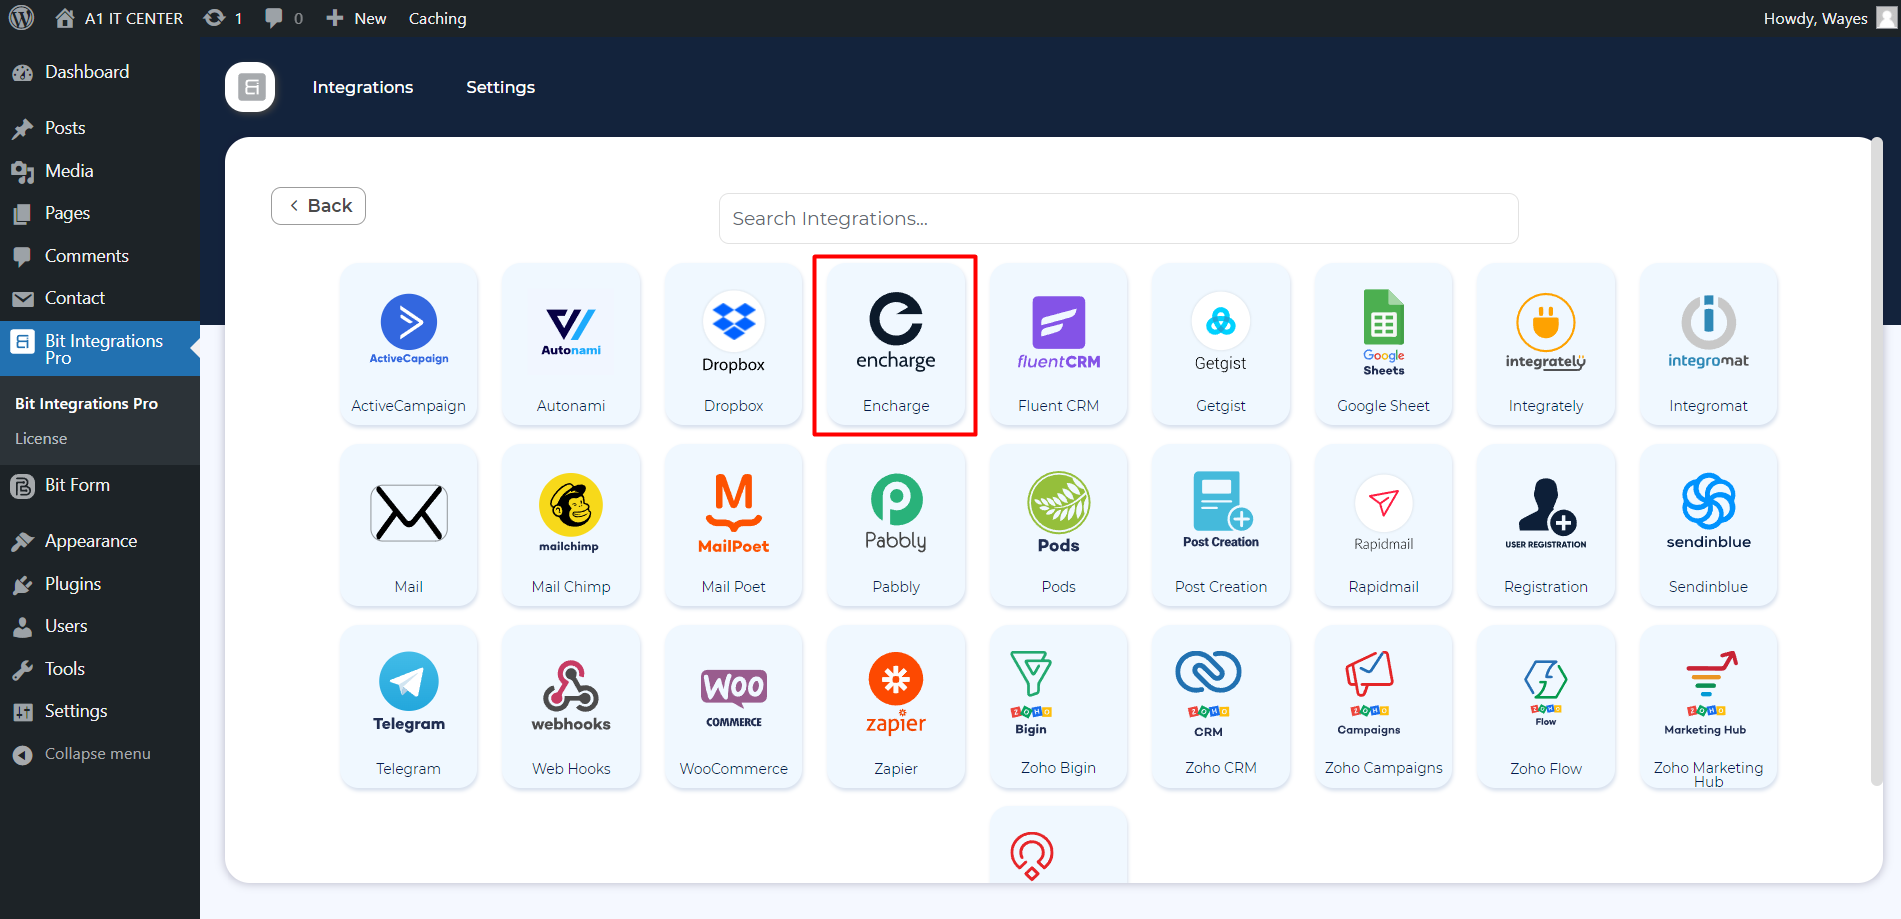 A1 IT CENTER 1 0 New Caching Howdy, Wayes
Dashboard
Posts
Media
Pages
Comments
Contact
Bit Integrations
Pro
Bit Integrations Pro
License
Bit Form
Appearance
Plugins
Users
Tools
Settings
Collapse menu
Integrations Settings
Back
Search Integrations...
ActiveCapaign
ActiveCampaign
Autonami
Autonami
Dropbox
Dropbox
encharge
Encharge
fluentCRM
Fluent CRM
Getgist
Getgist
Google
Sheets
Google Sheet
integrately
Integrately
integromat
Integromat
Mail
mailchimp
Mail Chimp
M
MailPoet
Mail Poet
Pabbly
Pabbly
Pods
Pods
Post Creation
Post Creation
Rapidmail
Rapidmail
USER REGISTRATION
Registration
sendinblue
Sendinblue
Telegram
Telegram
webhooks
Web Hooks
WOO
COMMERCE
WooCommerce
zapier
Zapier
ZOHO
Bigin
Zoho Bigin
ZOHO
CRM
Zoho CRM
ZOHO
Campaigns
Zoho Campaigns
ZOHO
Flow
Zoho Flow
ZOHO
Marketing Hub
Zoho Marketing
Hub